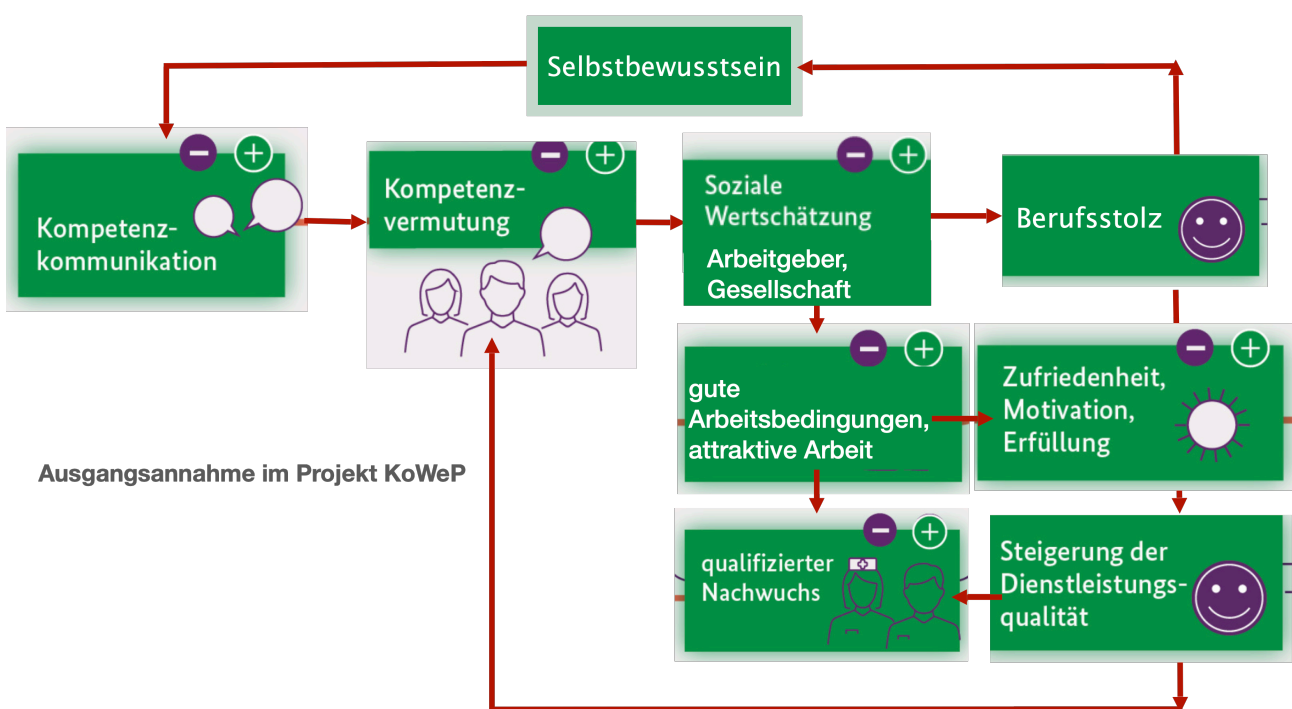 Selbstbewusstsein
Kompetenz-
kommunikation
Kompetenz-
vermutung
Soziale
Wertschätzung
Arbeitgeber,
Gesellschaft
Berufsstolz
gute
Arbeitsbedingungen,
attraktive Arbeit
Zufriedenheit,
Motivation,
Erfüllung
Ausgangsannahme im Projekt KoWeP
qualifizierter
Nachwuchs
Steigerung der
Dienstleistungs-
qualität